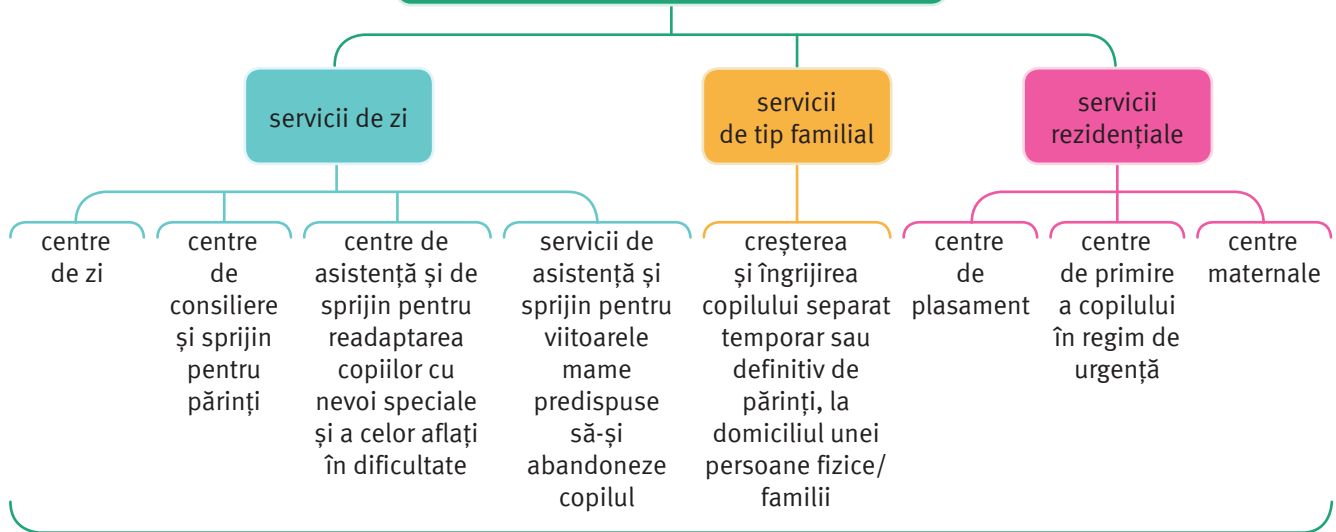 servicii de zi
servicii
de tip familial
servicii
rezidențiale
centre
de zi
centre
de
consiliere
și sprijin
pentru
părinți
centre de
asistență și de
sprijin pentru
readaptarea
copiilor cu
nevoi speciale
și a celor aflați
în dificultate
servicii de
asistență și
sprijin pentru
viitoarele
mame
predispuse
să-și
abandoneze
copilul
creșterea
și îngrijirea
copilului separat
temporar sau
definitiv de
părinți, la
domiciliul unei
persoane fizice/
familii
centre
de
plasament
centre
de primire
a copilului
în regim de
urgență
centre
maternale